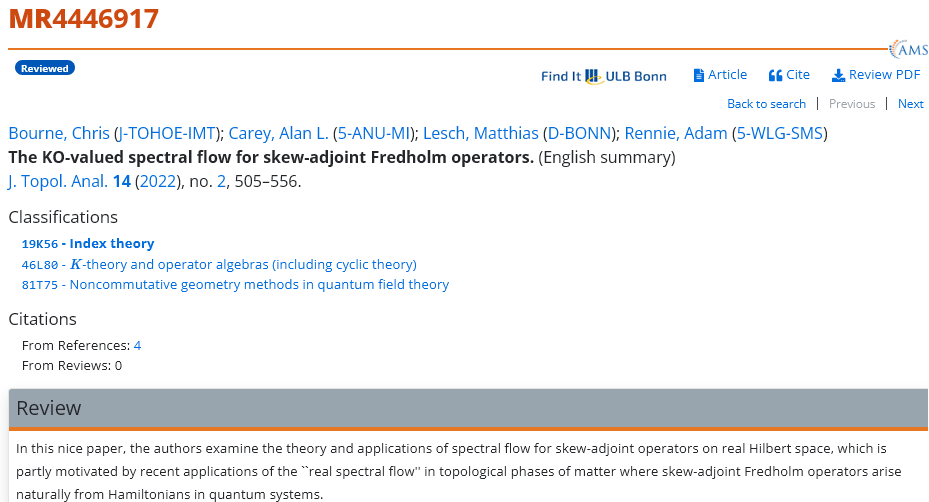 MR4446917
AMS
Reviewed
Find It ULB Bonn Article Cite Review PDF
Back to search | Previous | Next
Bourne, Chris (J-TOHOE-IMT); Carey, Alan L. (5-ANU-MI); Lesch, Matthias (D-BONN); Rennie, Adam (5-WLG-SMS)
The KO-valued spectral flow for skew-adjoint Fredholm operators. (English summary)
J. Topol. Anal. 14 (2022), no. 2, 505–556.
Classifications
19K56 - Index theory
46L80 - K-theory and operator algebras (including cyclic theory)
81T75 - Noncommutative geometry methods in quantum field theory
Citations
From References: 4
From Reviews: 0
Review
In this nice paper, the authors examine the theory and applications of spectral flow for skew-adjoint operators on real Hilbert space, which is
partly motivated by recent applications of the ``real spectral flow'' in topological phases of matter where skew-adjoint Fredholm operators arise
naturally from Hamiltonians in quantum systems.